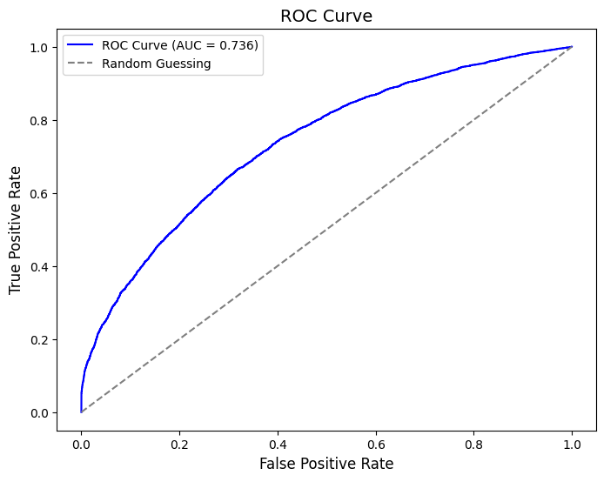 ROC Curve
ROC Curve (AUC = 0.736)
Random Guessing
True Positive Rate
1.0
0.8
0.6
0.4
0.2
0.0
0.0 0.2 0.4 0.6 0.8 1.0
False Positive Rate